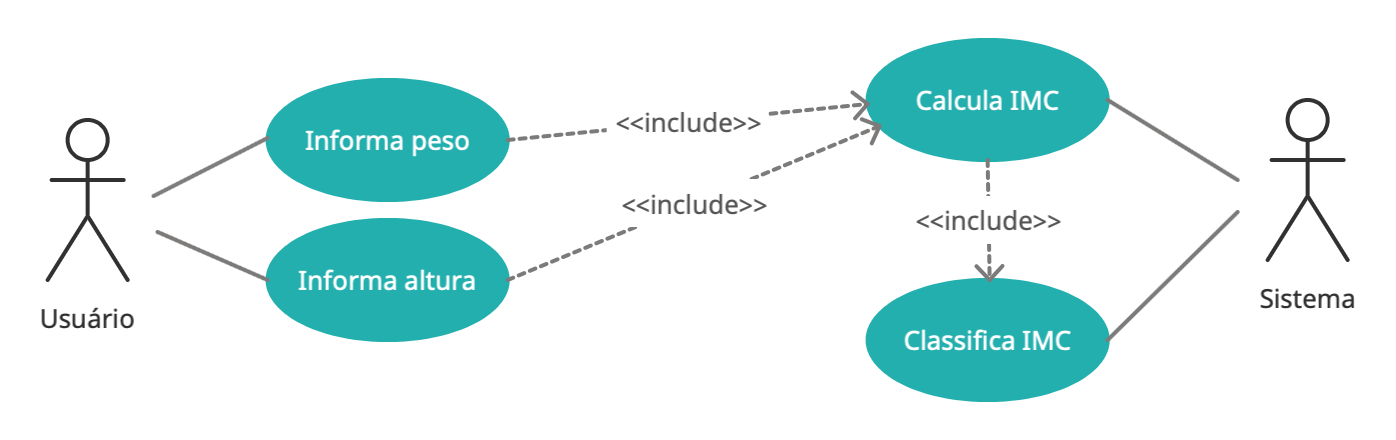 Informa peso
<<include>>
Calcula IMC
Informa altura
<<include>>
<<include>>
Classifica IMC
Usuário
Sistema